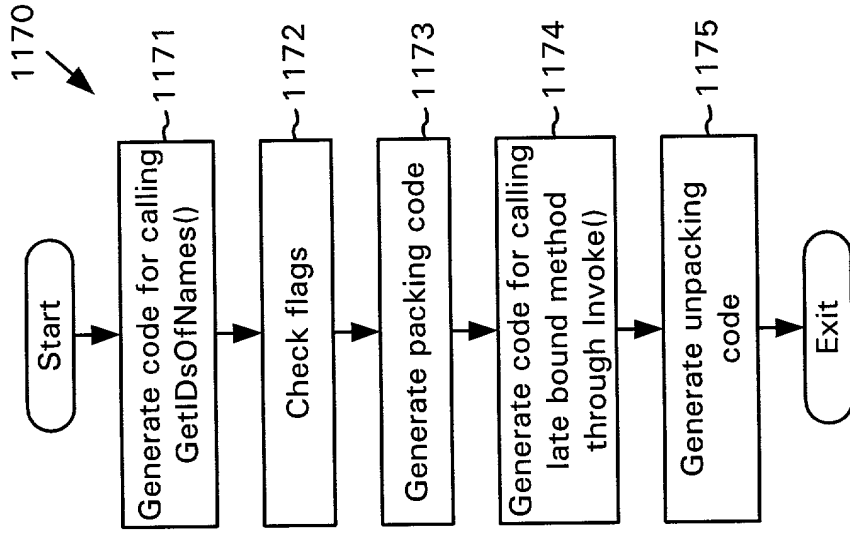 1170
Start
Generate code for calling
GetIDsOfNames()
1171
Check flags
1172
Generate packing code
1173
Generate code for calling
late bound method
through Invoke()
1174
Generate unpacking
code
1175
Exit